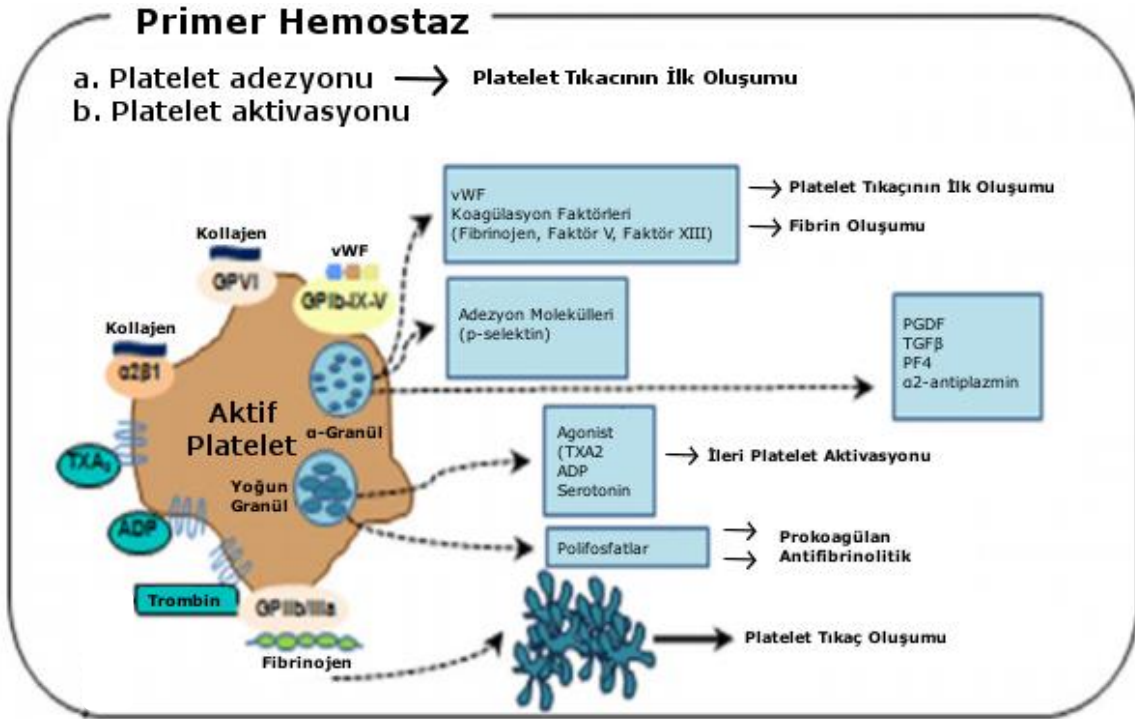 Primer Hemostaz
a. Platelet adezyonu → Platelet Tıkacının İlk Oluşumu
b. Platelet aktivasyonu
vWF
Koagülasyon Faktörleri
(Fibrinojen, Faktör V, Faktör XIII)
Platelet Tıkaçının İlk Oluşumu
Fibrin Oluşumu
Kollajen
GPVI
vWF
GPIb-IX-V
Adezyon Molekülleri
(p-selektin)
PGDF
TGFβ
PF4
α2-antiplazmin
Kollajen
α2β1
Aktif
Platelet
α-Granül
Agonist
(TXA2
ADP
Serotonin
İleri Platelet Aktivasyonu
TXA₂
Yoğun
Granül
ADP
Polifosfatlar
Prokoagülan
Antifibrinolitik
Trombin
GPIIb/IIIa
Fibrinojen
Platelet Tıkaç Oluşumu